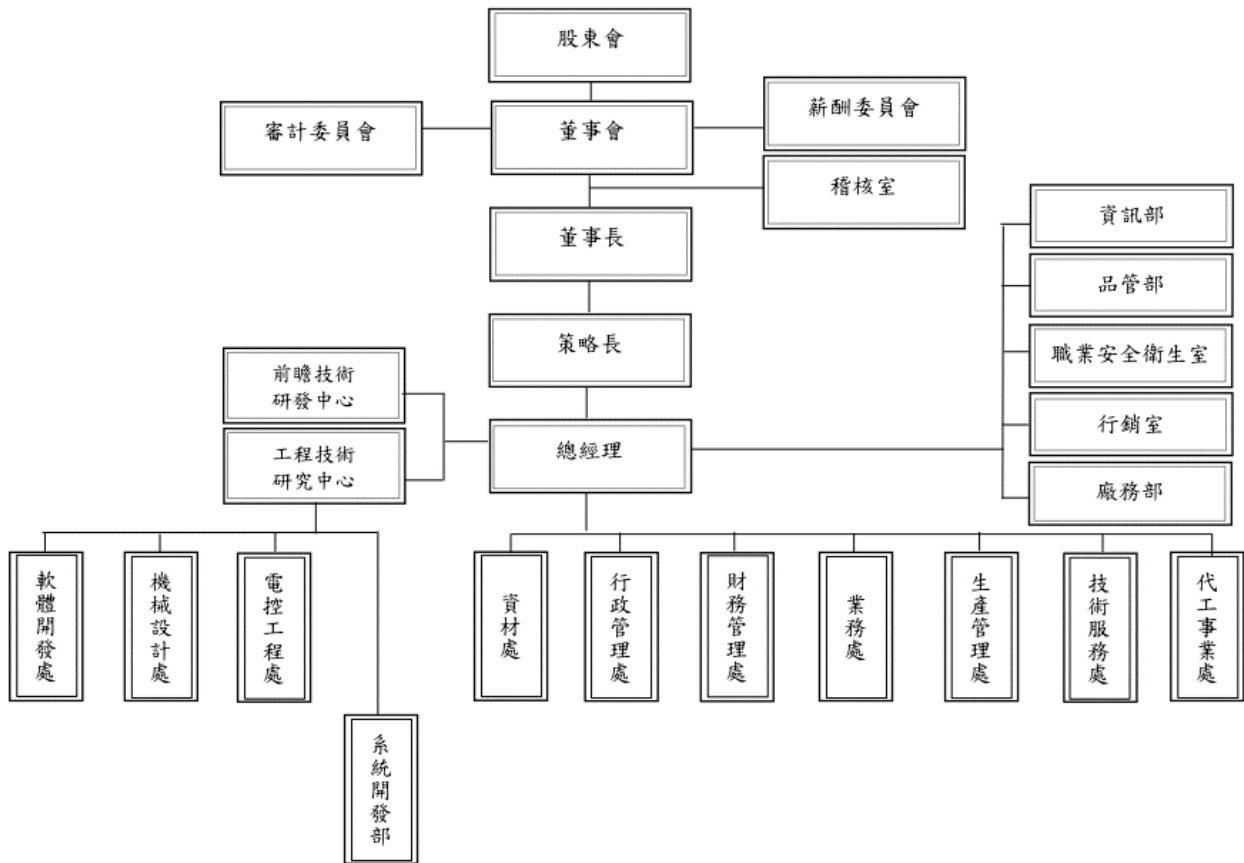 股東會
審計委員會
董事會
薪酬委員會
稽核室
董事長
資訊部
品管部
策略長
職業安全衛生室
前瞻技術
研發中心
行銷室
總經理
工程技術
研究中心
廠務部
軟體開發處
機械設計處
電控工程處
系統開發部
資材處
行政管理處
財務管理處
業務處
生產管理處
技術服務處
代工事業處